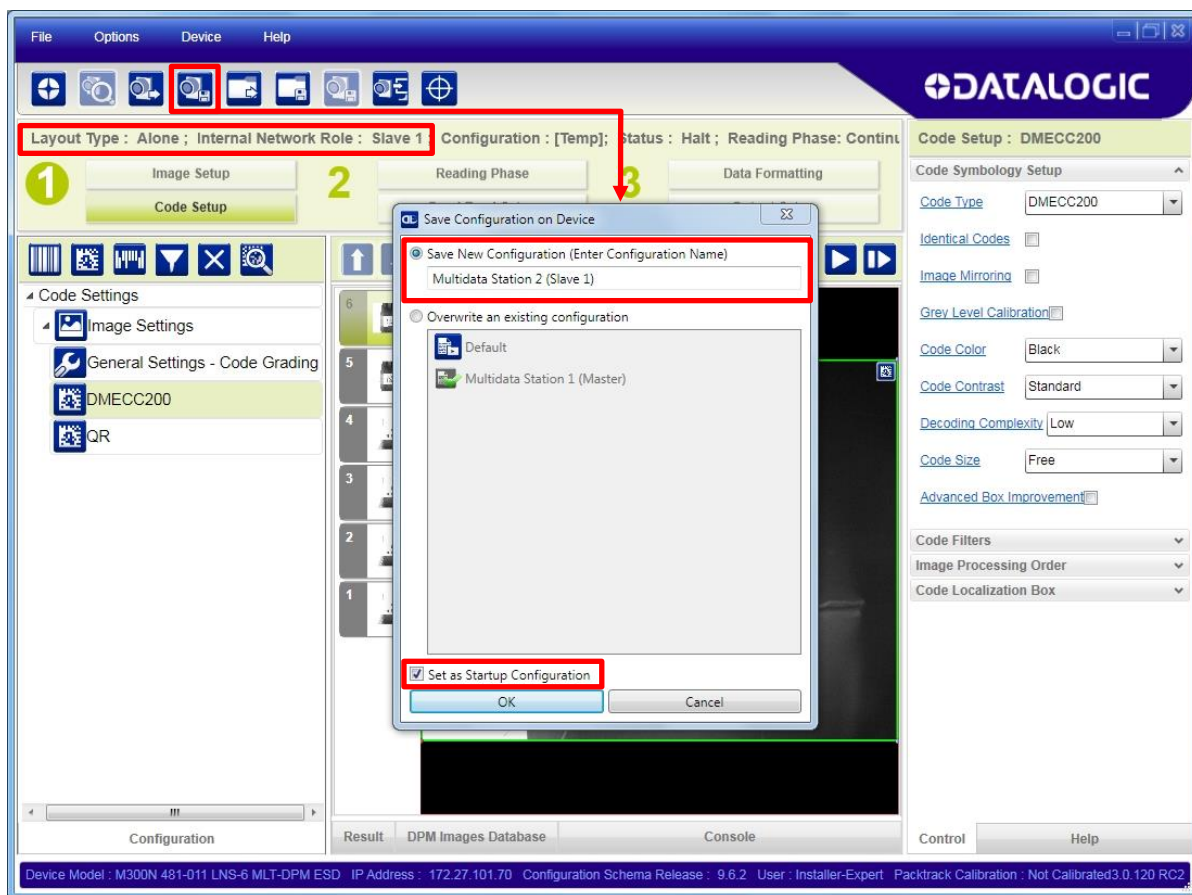 File Options Device Help
DATALOGIC
Layout Type : Alone ; Internal Network Role : Slave 1 ; Configuration : [Temp]; Status : Halt ; Reading Phase: Contin
Code Setup : DMECC200
1
Image Setup
Code Setup
2
Reading Phase
3
Data Formatting
Code Symbology Setup
Code Type DMECC200
Identical Codes
Image Mirroring
Grey Level Calibration
Code Color Black
Code Contrast Standard
Decoding Complexity Low
Code Size Free
Advanced Box Improvement
Code Filters
Image Processing Order
Code Localization Box
Code Settings
Image Settings
General Settings - Code Grading
DMECC200
QR
6
5
4
3
2
1
Save Configuration on Device
Save New Configuration (Enter Configuration Name)
Multidata Station 2 (Slave 1)
Overwrite an existing configuration
Default
Multidata Station 1 (Master)
Set as Startup Configuration
OK Cancel
Configuration
Result DPM Images Database Console
Control Help
Device Model : M300N 481-011 LNS-6 MLT-DPM ESD IP Address : 172.27.101.70 Configuration Schema Release : 9.6.2 User : Installer-Expert Packtrack Calibration : Not Calibrated3.0.120 RC2